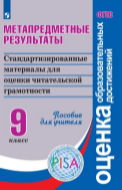 ФГОС
МЕТАПРЕДМЕТНЫЕ
РЕЗУЛЬТАТЫ
Стандартизированные
материалы для
оценки читательской
грамотности
Пособие
для учителя
9
класс
PISA
оценка
образовательных
достижений